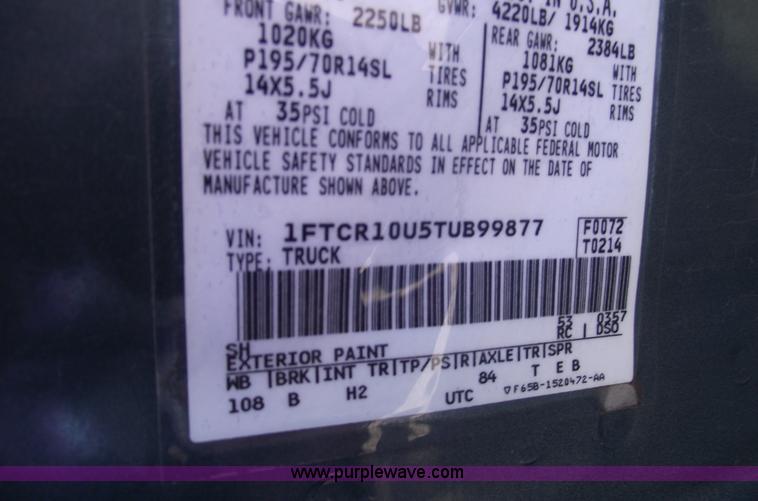 FRONT GAWR: 2250LB
1020KG WITH
P195/70R14SL TIRES
14X5.5J RIMS
AT 35PSI COLD
GVWR: 4220LB/ 1914KG
REAR GAWR: 2384LB
1081KG WITH
P195/70R14SL TIRES
14X5.5J RIMS
AT 35PSI COLD
THIS VEHICLE CONFORMS TO ALL APPLICABLE FEDERAL MOTOR
VEHICLE SAFETY STANDARDS IN EFFECT ON THE DATE OF
MANUFACTURE SHOWN ABOVE.
VIN: 1FTCR10U5TUB99877
TYPE: TRUCK
F0072
T0214
53 0357
RC DSO
SH
EXTERIOR PAINT
WB |BRK|INT TR|TP/PS|R|AXLE|TR|SPR
108 B H2 UTC 84 T E B
▽F65B-1520472-AA
www.purplewave.com